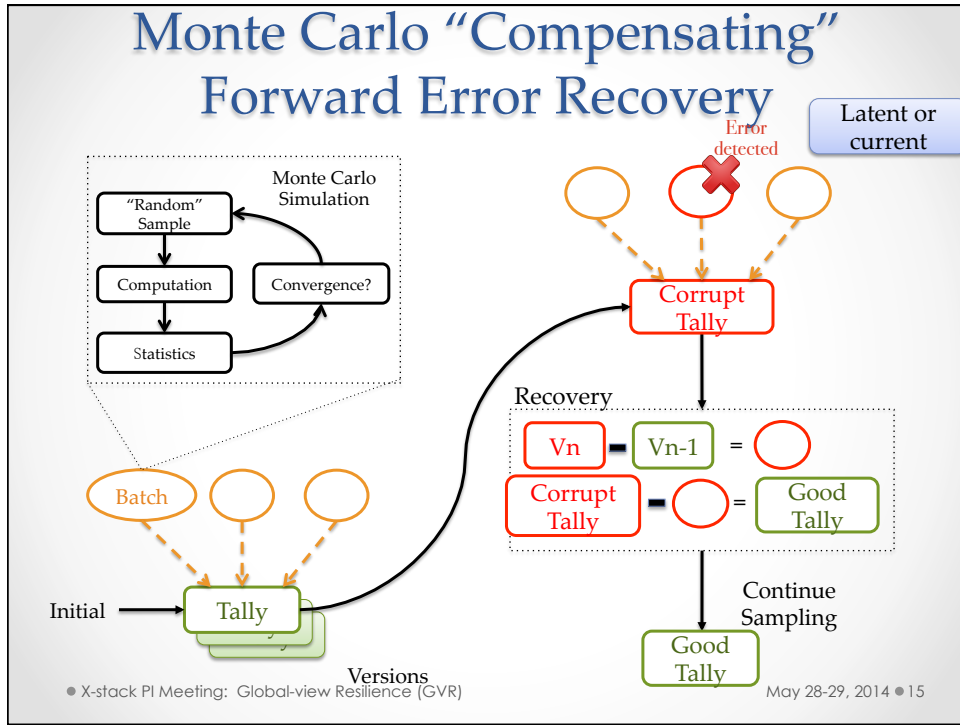 Monte Carlo “Compensating”
Forward Error Recovery
Latent or
current
Error
detected
Monte Carlo
Simulation
“Random”
Sample
Computation
Convergence?
Statistics
Corrupt
Tally
Recovery
Vn - Vn-1 =
Corrupt
Tally
- =
Good
Tally
Batch
Initial
Tally
Versions
Continue
Sampling
Good
Tally
X-stack PI Meeting: Global-view Resilience (GVR)
May 28-29, 2014 • 15